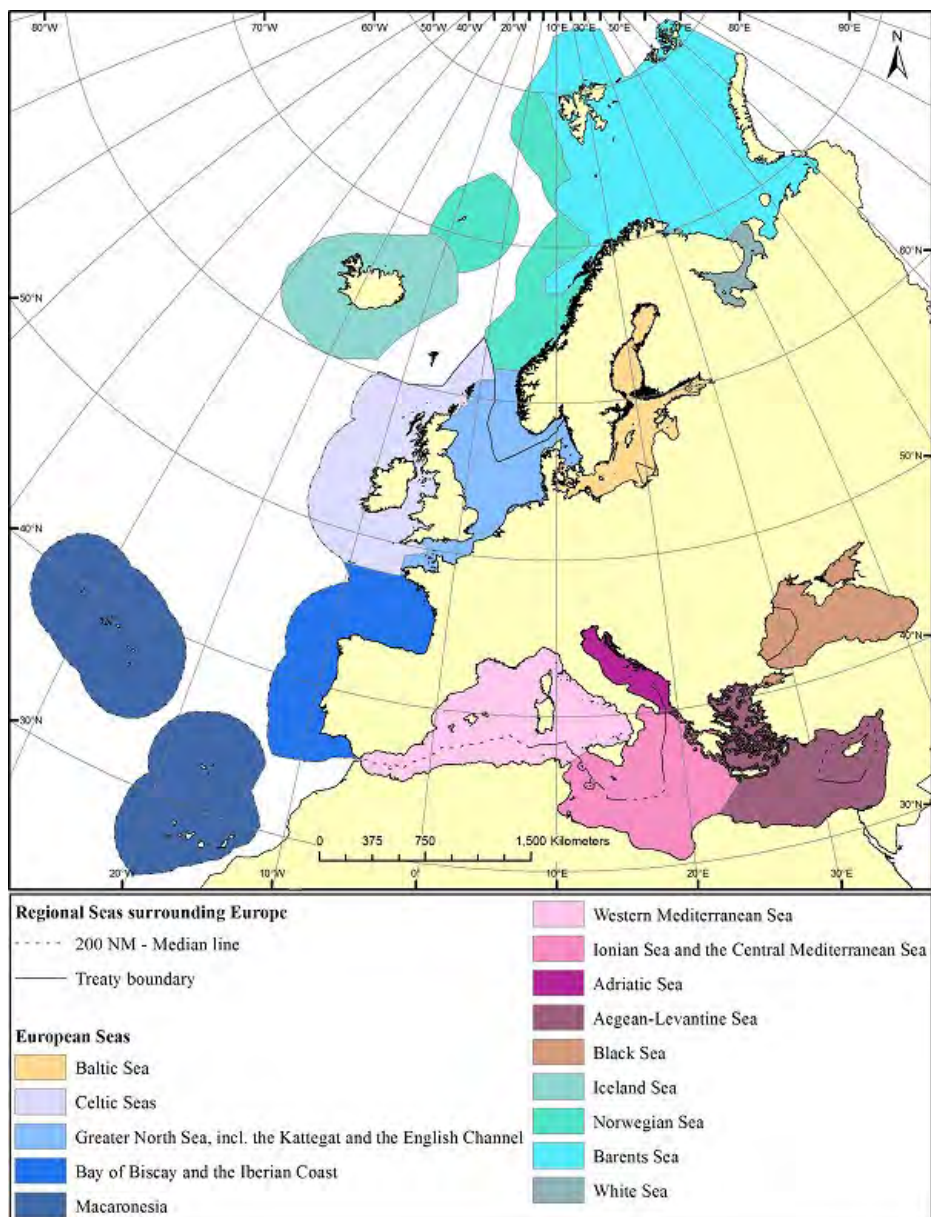 80°W 70°W 60°W 50°W 40°W 30°W 20°W 10°W 10°E 30°E 50°E 70°E 80°E 90°E
N
50°N
60°N
40°N
50°N
30°N
40°N
30°N
0 375 750 1,500 Kilometers
20°W 10°W 0° 10°E 20°E 30°E
Regional Seas surrounding Europe
200 NM - Median line
Treaty boundary
European Seas
Baltic Sea
Celtic Seas
Greater North Sea, incl. the Kattegat and the English Channel
Bay of Biscay and the Iberian Coast
Macaronesia
Western Mediterranean Sea
Ionian Sea and the Central Mediterranean Sea
Adriatic Sea
Aegean-Levantine Sea
Black Sea
Iceland Sea
Norwegian Sea
Barents Sea
White Sea